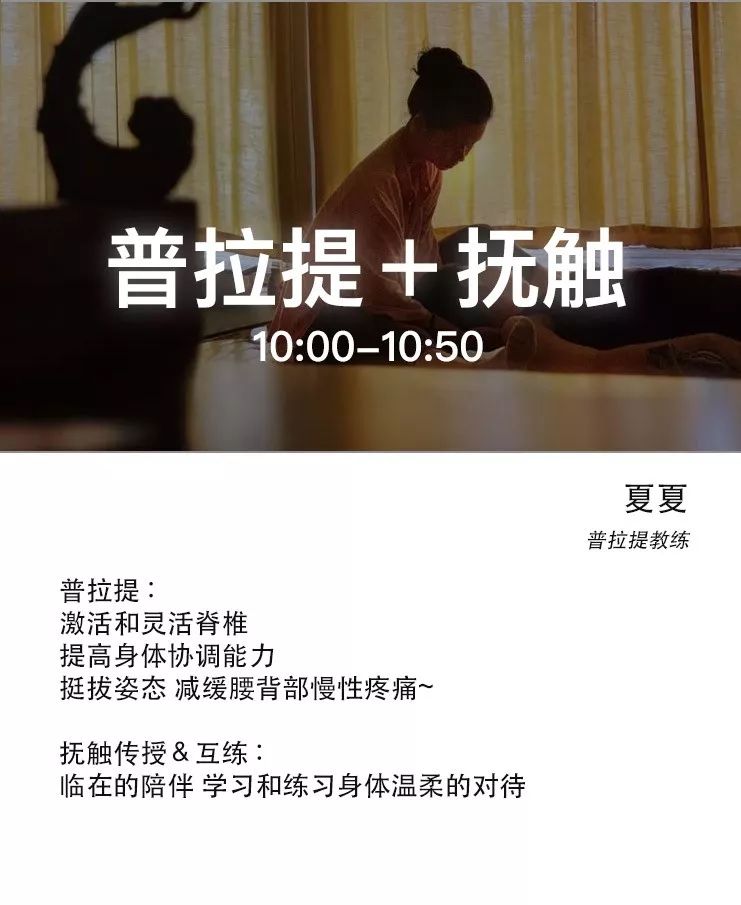 普拉提＋抚触
10:00–10:50
夏夏
普拉提教练
普拉提：
激活和灵活脊椎
提高身体协调能力
挺拔姿态 减缓腰背部慢性疼痛~
抚触传授＆互练：
临在的陪伴 学习和练习身体温柔的对待